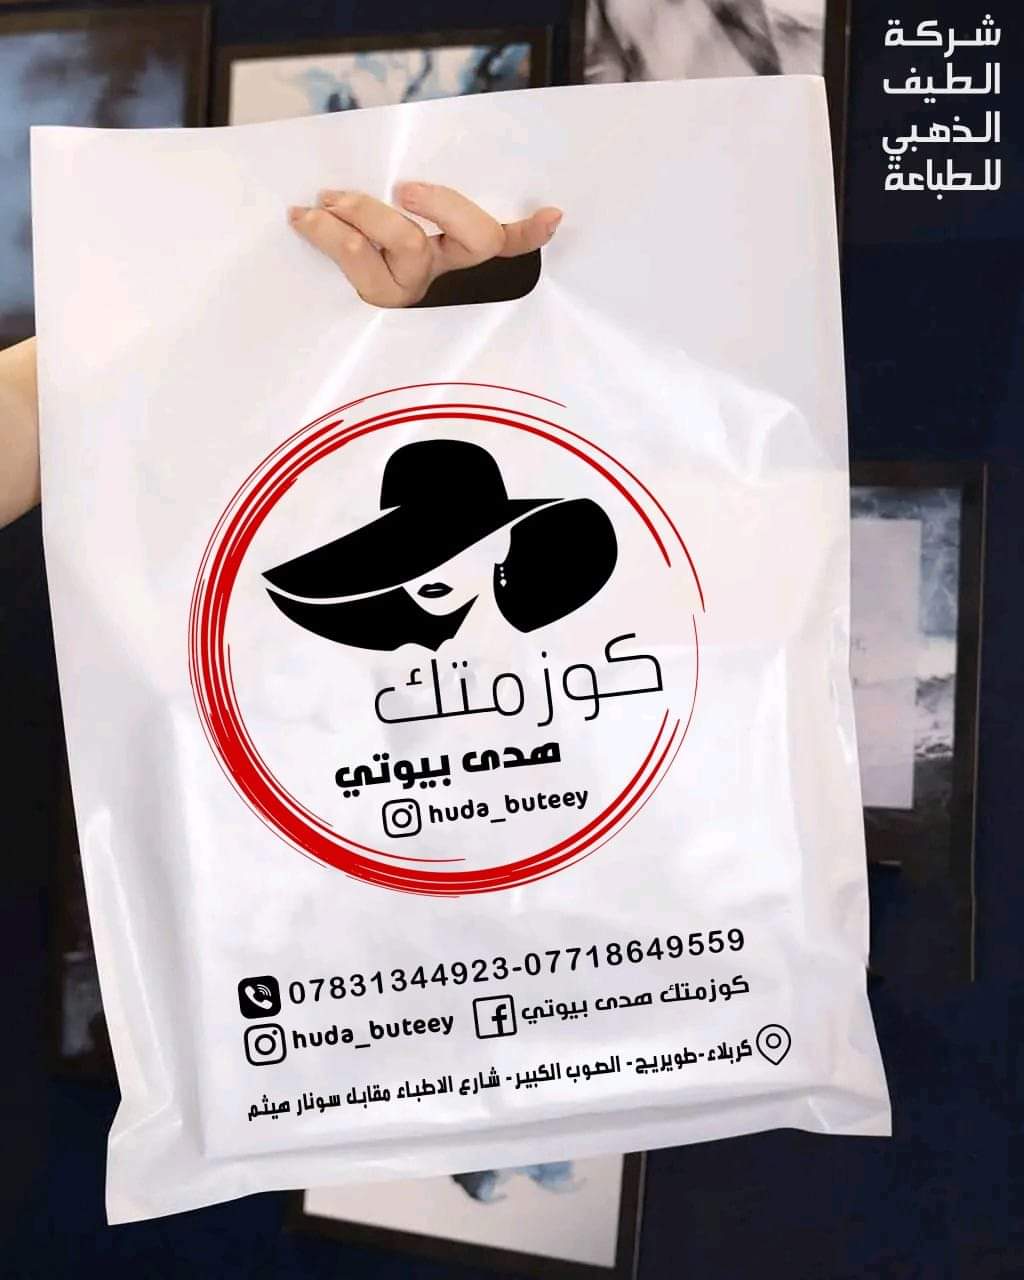 شركة
الطيف
الذهبي
للطباعة
كوزمتك
هدى بيوتي
huda_buteey
07831344923-07718649559
huda_buteey كوزمتك هدى بيوتي
كربلاء-طويريج- الصوب الكبير- شارع الاطباء مقابل سونار هيثم